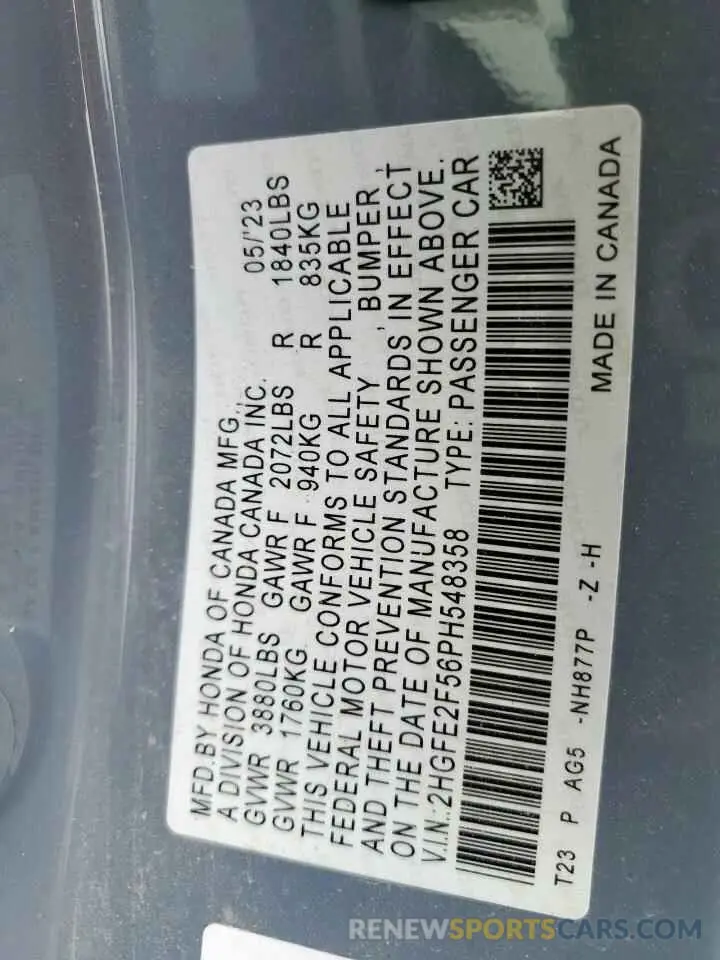 MFD.BY HONDA OF CANADA MFG., 05/'23
A DIVISION OF HONDA CANADA INC.
GVWR 3880LBS GAWR F 2072LBS R 1840LBS
GVWR 1760KG GAWR F 940KG R 835KG
THIS VEHICLE CONFORMS TO ALL APPLICABLE
FEDERAL MOTOR VEHICLE SAFETY , BUMPER ,
AND THEFT PREVENTION STANDARDS IN EFFECT
ON THE DATE OF MANUFACTURE SHOWN ABOVE.
V.I.N.:2HGFE2F56PH548358 TYPE: PASSENGER CAR
T23 P AG5 -NH877P -Z -H MADE IN CANADA
RENEWSPORTSCARS.COM